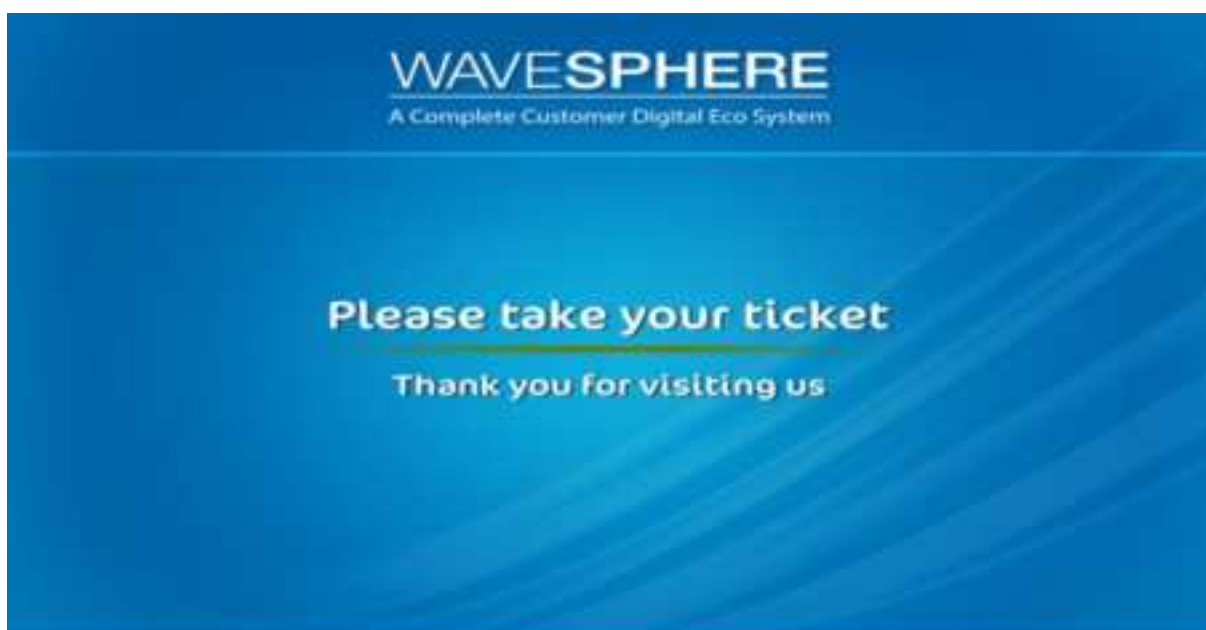 WAVESPHERE
A Complete Customer Digital Eco System
Please take your ticket
Thank you for visiting us